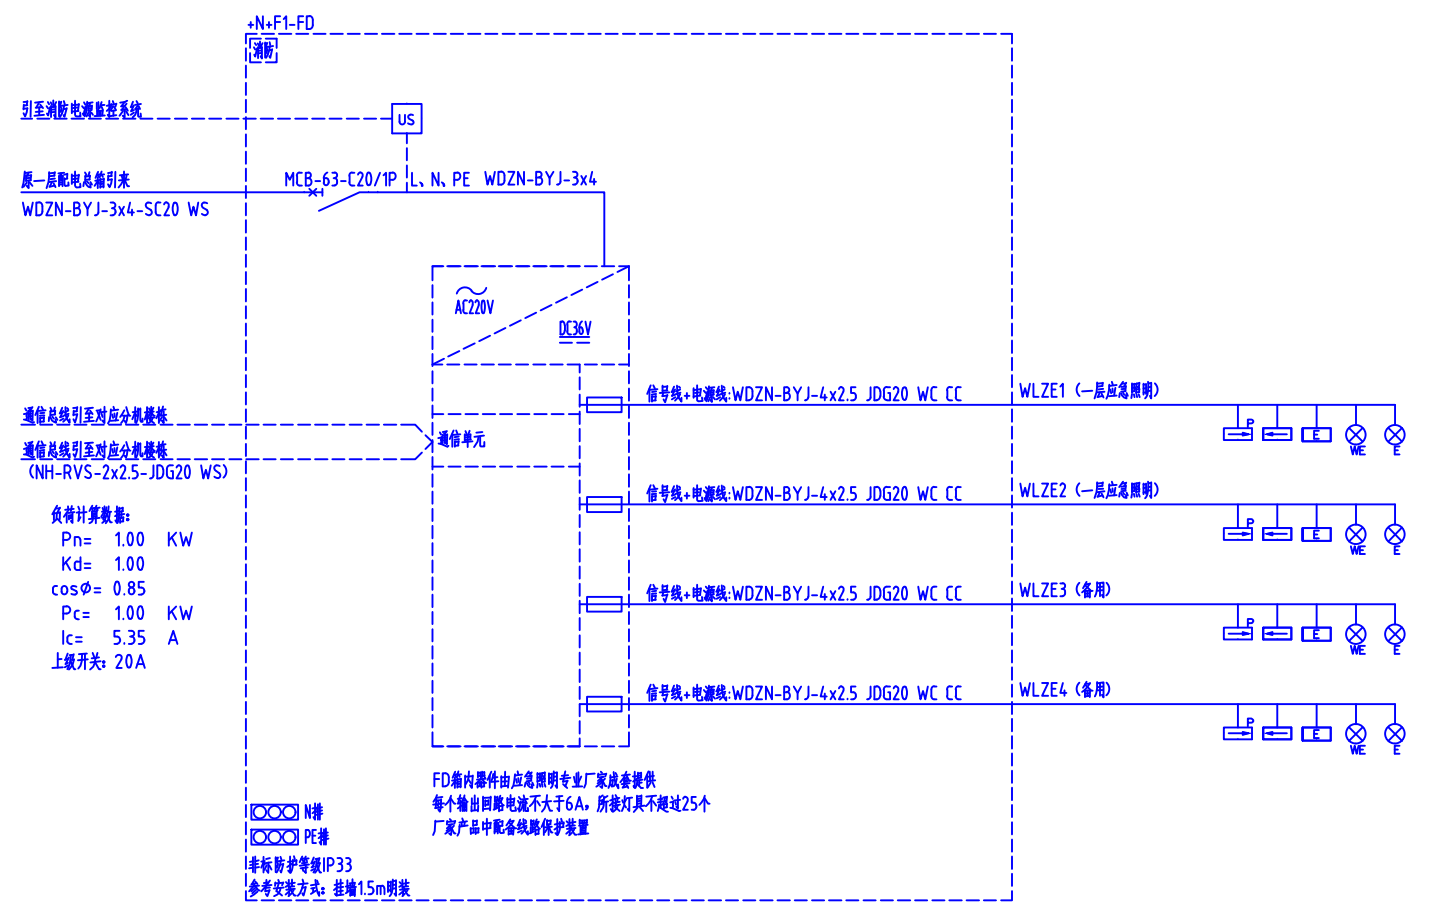 +N+F1-FD
消防
引至消防电源监控系统
US
原一层配电总箱引来
MCB-63-C20/1P L、N、PE WDZN-BYJ-3x4
WDZN-BYJ-3x4-SC20 WS
AC220V
DC36V
信号线+电源线:WDZN-BYJ-4x2.5 JDG20 WC CC
WLZE1 (一层应急照明)
P
E
WE
E
通信总线引至对应分机楼栋
通信单元
通信总线引至对应分机楼栋
(NH-RVS-2x2.5-JDG20 WS)
信号线+电源线:WDZN-BYJ-4x2.5 JDG20 WC CC
WLZE2 (一层应急照明)
P
E
WE
E
负荷计算数据:
Pn= 1.00 KW
Kd= 1.00
cosφ= 0.85
Pc= 1.00 KW
Ic= 5.35 A
上级开关: 20A
信号线+电源线:WDZN-BYJ-4x2.5 JDG20 WC CC
WLZE3 (备用)
P
E
WE
E
信号线+电源线:WDZN-BYJ-4x2.5 JDG20 WC CC
WLZE4 (备用)
P
E
WE
E
FD箱内器件由应急照明专业厂家成套提供
每个输出回路电流不大于6A,所接灯具不超过25个
厂家产品中配备线路保护装置
N排
PE排
非标防护等级IP33
参考安装方式: 挂墙1.5m明装